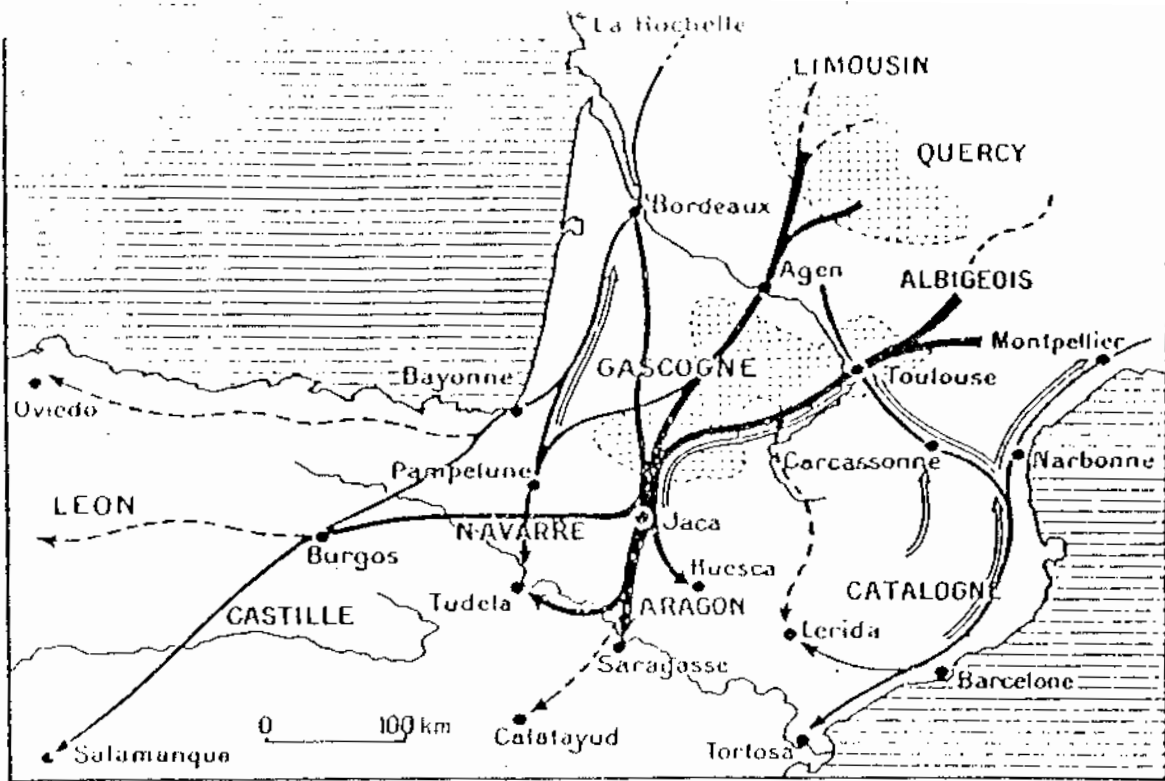 La Rochelle
LIMOUSIN
QUERCY
Bordeaux
Agen
ALBIGEOIS
Montpellier
GASCOGNE
Toulouse
Bayonne
Oviedo
Pampelune
Carcassonne
Narbonne
LEON
NAVARRE
Jaca
Burgos
Huesca
Tudela
ARAGON
CATALOGNE
CASTILLE
Lerida
Saragosse
Barcelone
0 100 km
Calatayud
Tortosa
Salamanque